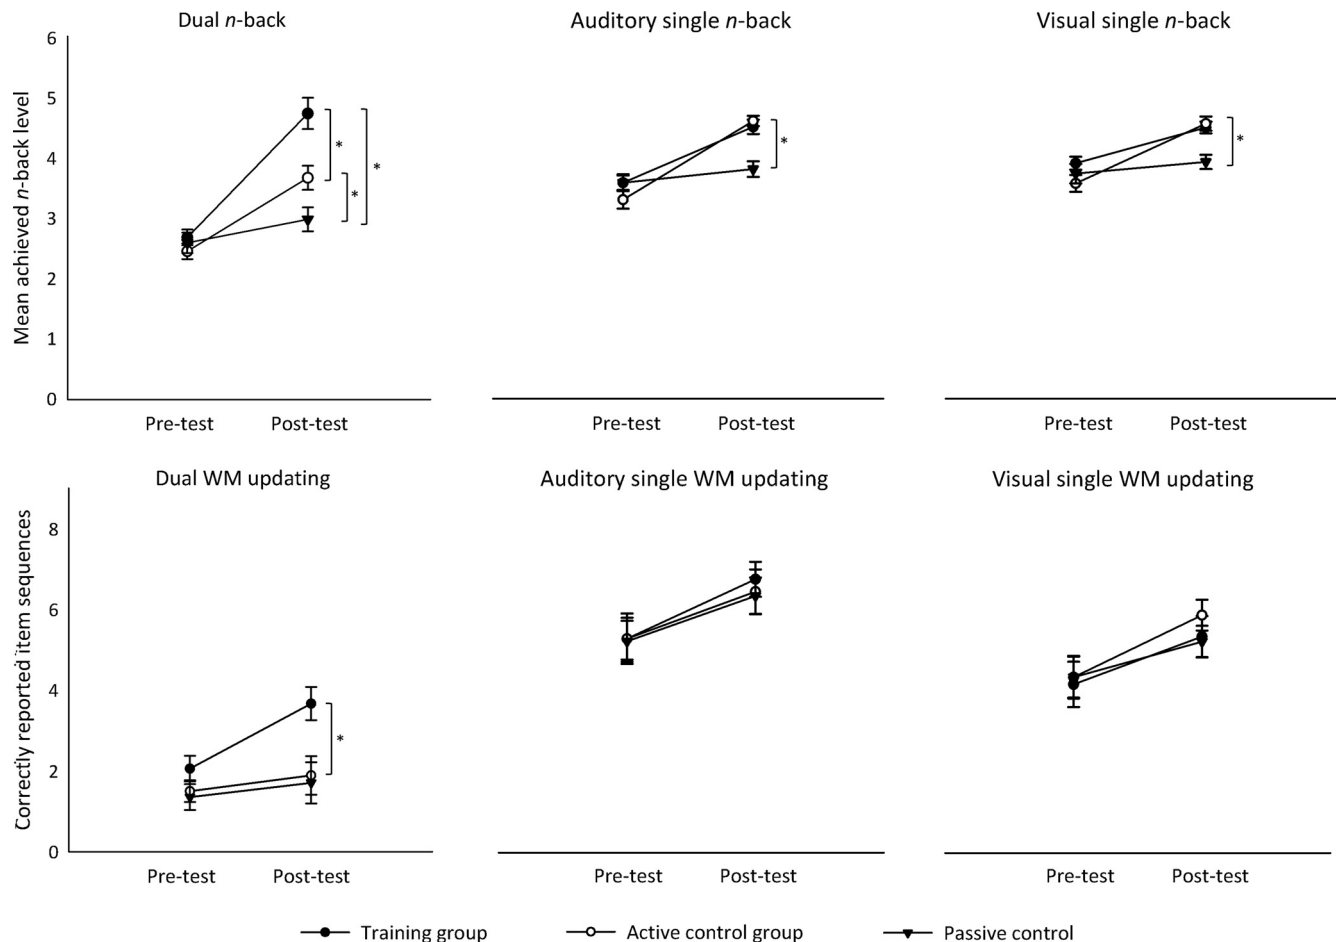 Dual n-back
Auditory single n-back
Visual single n-back
Mean achieved n-back level
6
5
4
3
2
1
0
*
*
*
*
*
Pre-test
Post-test
Pre-test
Post-test
Pre-test
Post-test
Dual WM updating
Auditory single WM updating
Visual single WM updating
Correctly reported item sequences
8
6
4
2
0
*
Pre-test
Post-test
Pre-test
Post-test
Pre-test
Post-test
Training group
Active control group
Passive control